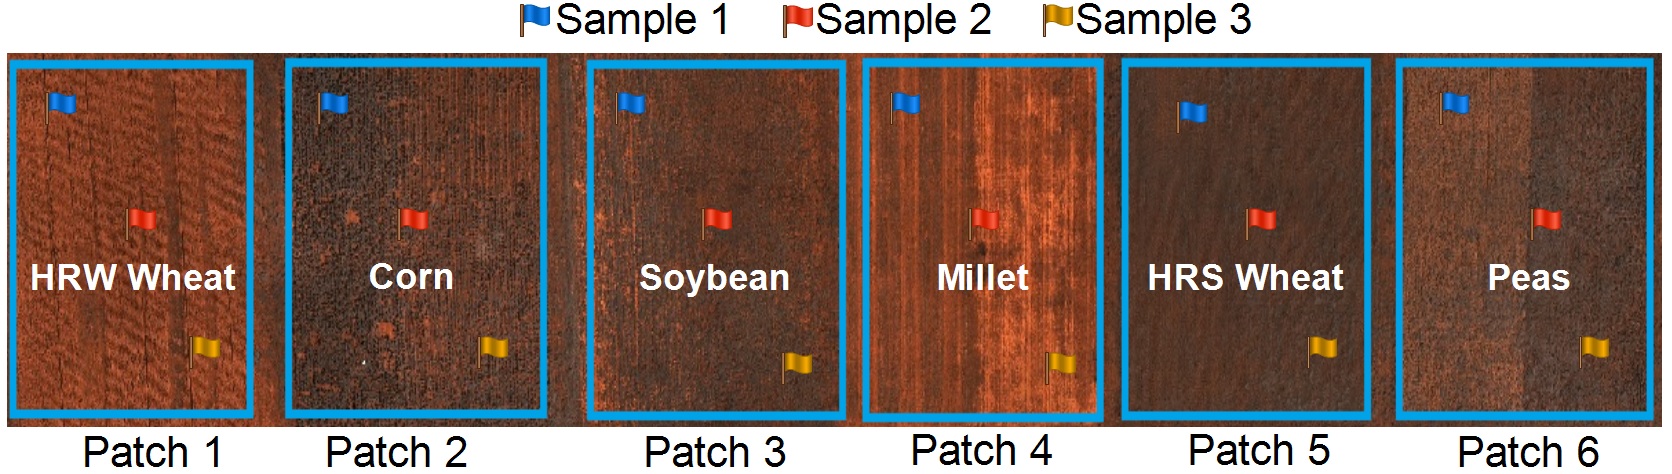 Sample 1 Sample 2 Sample 3
HRW Wheat Corn Soybean Millet HRS Wheat Peas
Patch 1 Patch 2 Patch 3 Patch 4 Patch 5 Patch 6